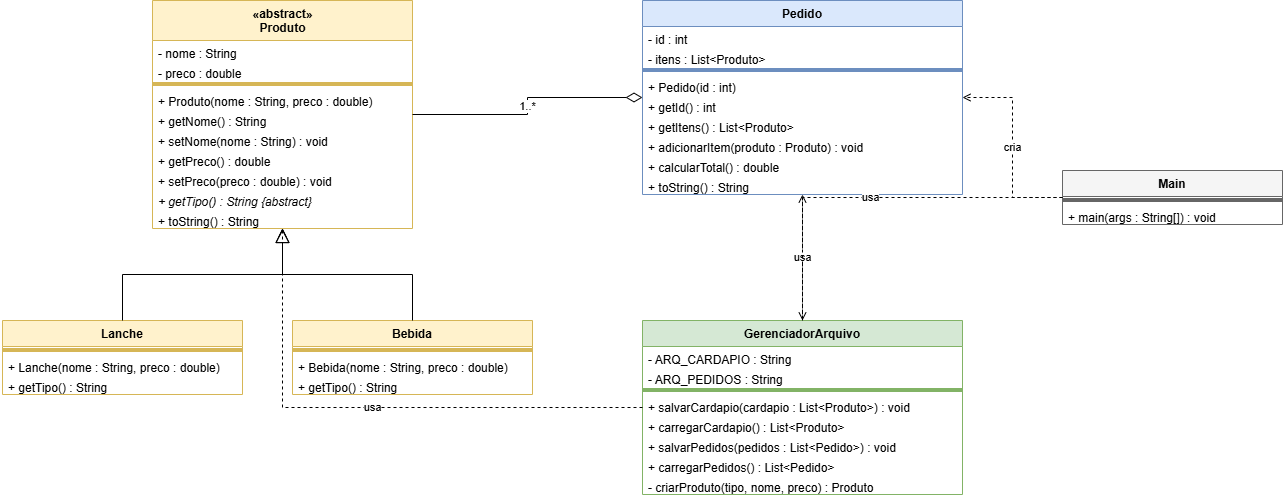 «abstract»
Produto
- nome : String
- preco : double
+ Produto(nome : String, preco : double)
+ getNome() : String
+ setNome(nome : String) : void
+ getPreco() : double
+ setPreco(preco : double) : void
+ getTipo() : String {abstract}
+ toString() : String
1..*
Pedido
- id : int
- itens : List<Produto>
+ Pedido(id : int)
+ getId() : int
+ getItens() : List<Produto>
+ adicionarItem(produto : Produto) : void
+ calcularTotal() : double
+ toString() : String
cria
usa
Main
+ main(args : String[]) : void
usa
Lanche
+ Lanche(nome : String, preco : double)
+ getTipo() : String
Bebida
+ Bebida(nome : String, preco : double)
+ getTipo() : String
usa
GerenciadorArquivo
- ARQ_CARDAPIO : String
- ARQ_PEDIDOS : String
+ salvarCardapio(cardapio : List<Produto>) : void
+ carregarCardapio() : List<Produto>
+ salvarPedidos(pedidos : List<Pedido>) : void
+ carregarPedidos() : List<Pedido>
- criarProduto(tipo, nome, preco) : Produto